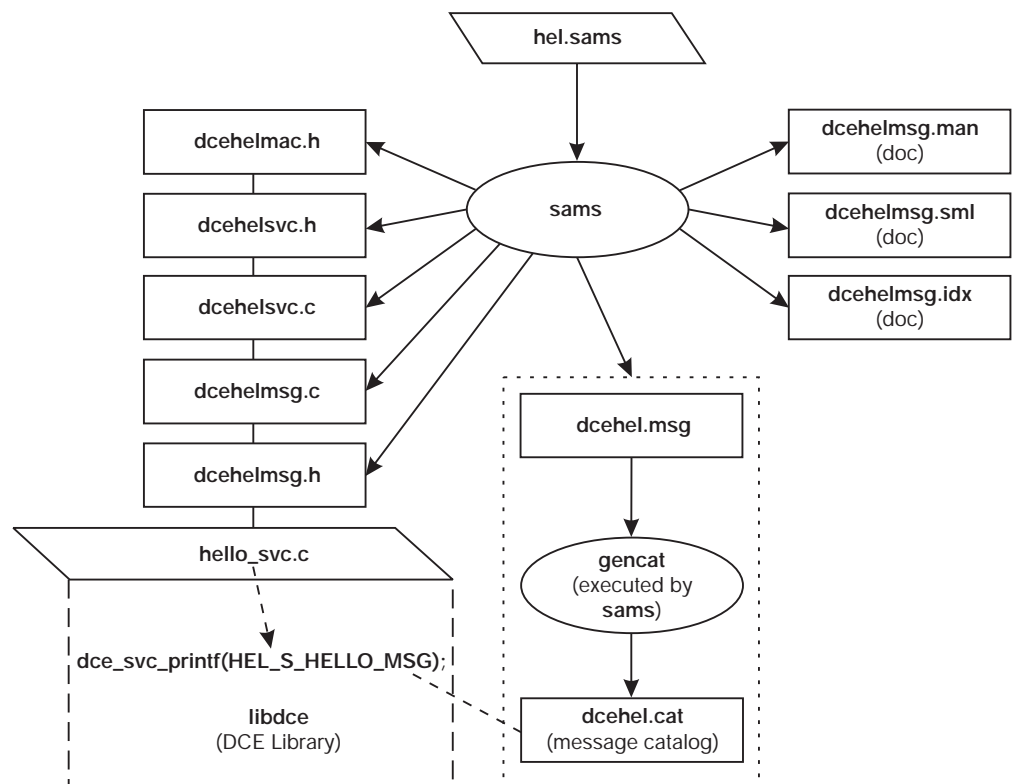 hel.sams
dcehelmac.h
dcehelsvc.h
dcehelsvc.c
dcehelmsg.c
dcehelmsg.h
sams
dcehelmsg.man
(doc)
dcehelmsg.sml
(doc)
dcehelmsg.idx
(doc)
dcehel.msg
gencat
(executed by
sams)
dcehel.cat
(message catalog)
hello_svc.c
dce_svc_printf(HEL_S_HELLO_MSG);
libdce
(DCE Library)